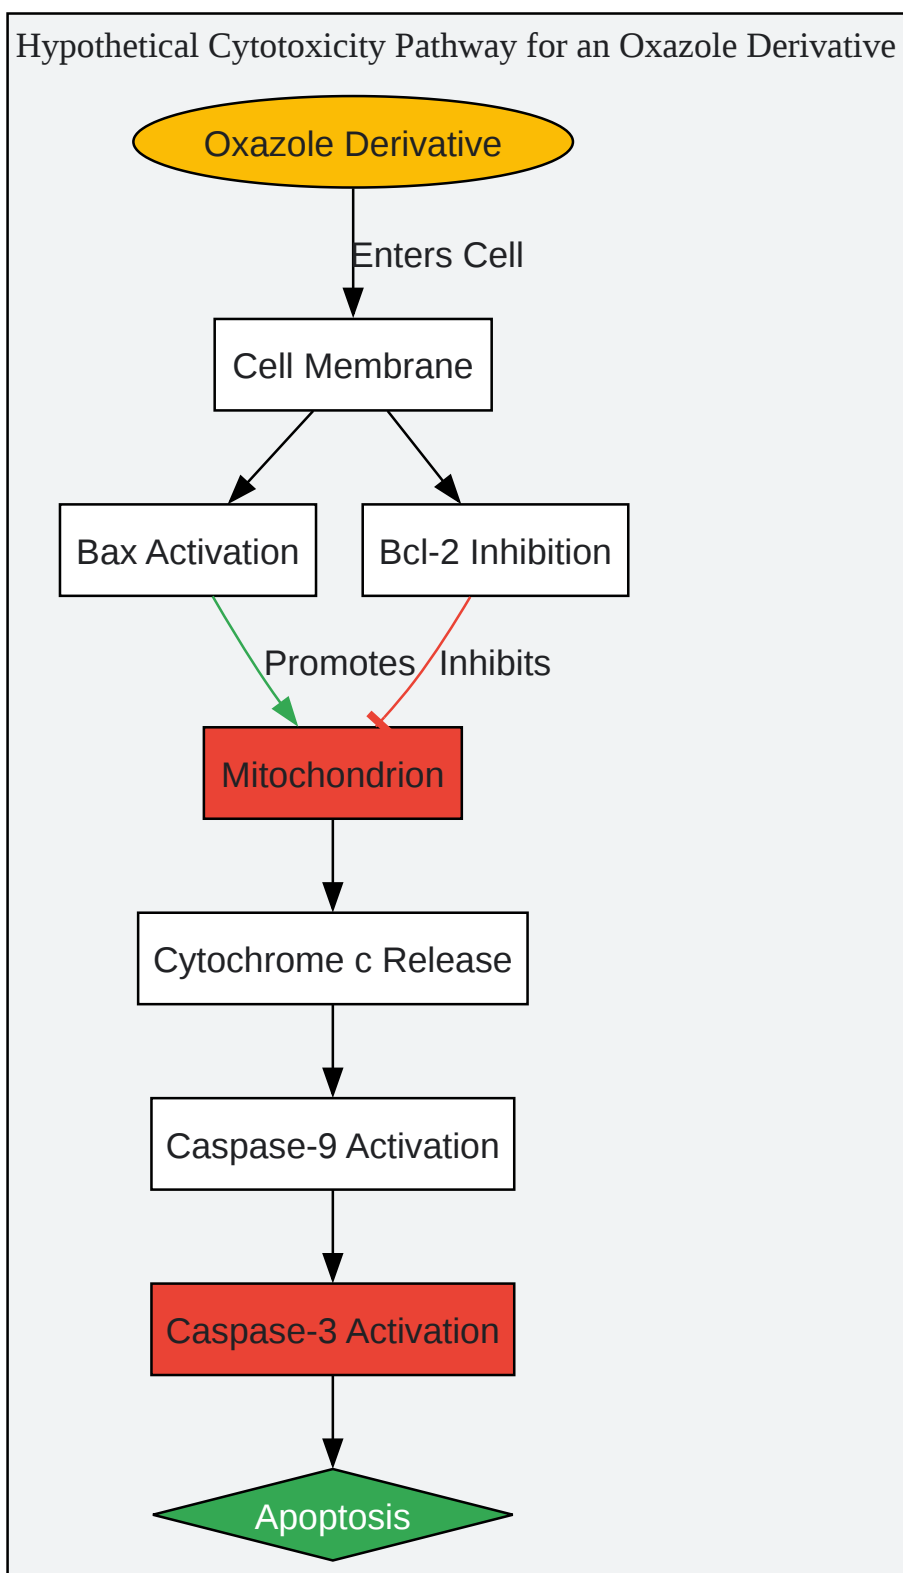 Hypothetical Cytotoxicity Pathway for an Oxazole Derivative
Oxazole Derivative
Enters Cell
Cell Membrane
Bax Activation
Bcl-2 Inhibition
Promotes
Inhibits
Mitochondrion
Cytochrome c Release
Caspase-9 Activation
Caspase-3 Activation
Apoptosis